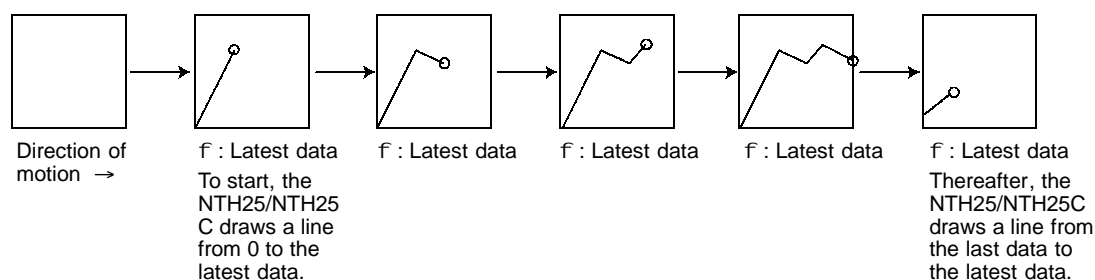 Direction of
motion →
f : Latest data
To start, the
NTH25/NTH25
C draws a line
from 0 to the
latest data.
f : Latest data
f : Latest data
f : Latest data
f : Latest data
Thereafter, the
NTH25/NTH25C
draws a line from
the last data to
the latest data.